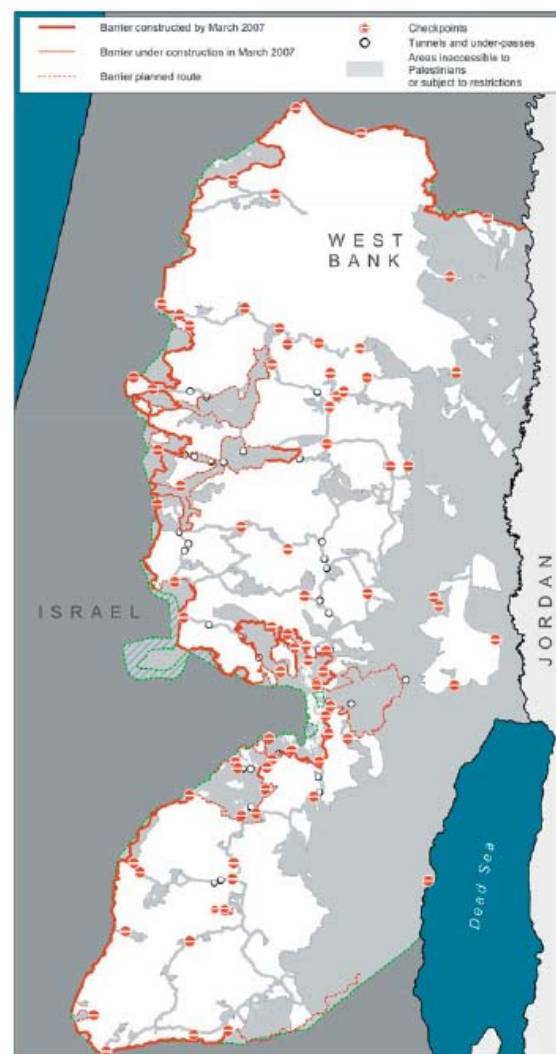 Barrier constructed by March 2007
Barrier under construction in March 2007
Barrier planned route
Checkpoints
Tunnels and under-passes
Areas inaccessible to
Palestinians
or subject to restrictions
WEST
BANK
ISRAEL
JORDAN
Dead Sea